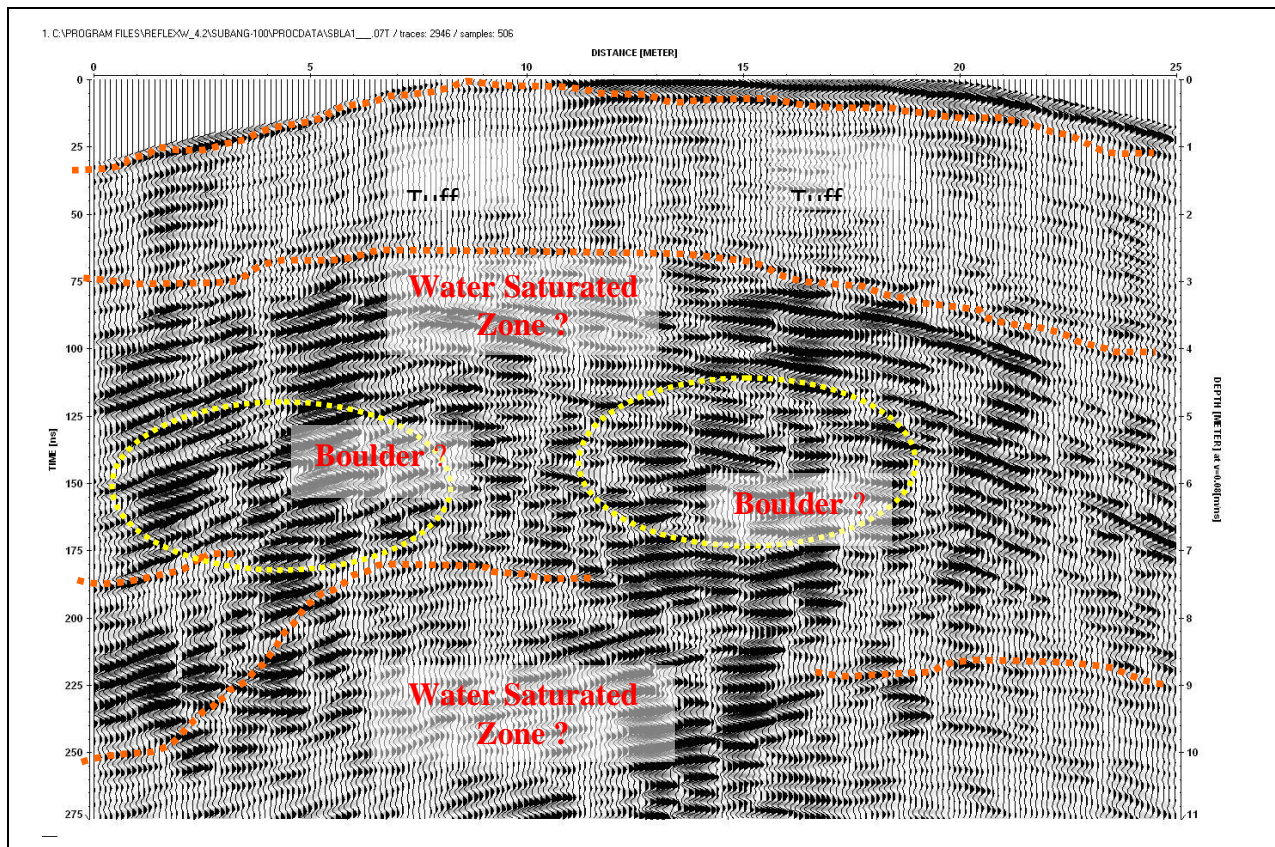 1. C:\PROGRAM FILES\REFLEXW_4.2\SUBANG-100\PROCDATA\SBLA1___.07T / traces: 2946 / samples: 506
DISTANCE [METER]
0 5 10 15 20 25
0
25
50
75
100
125
150
175
200
225
250
275
TIME [ns]
Tuff
Tuff
Water Saturated
Zone ?
Boulder ?
Boulder ?
Water Saturated
Zone ?
0
1
2
3
4
5
6
7
8
9
10
11
DEPTH [METER] at v=0.08[m/ns]